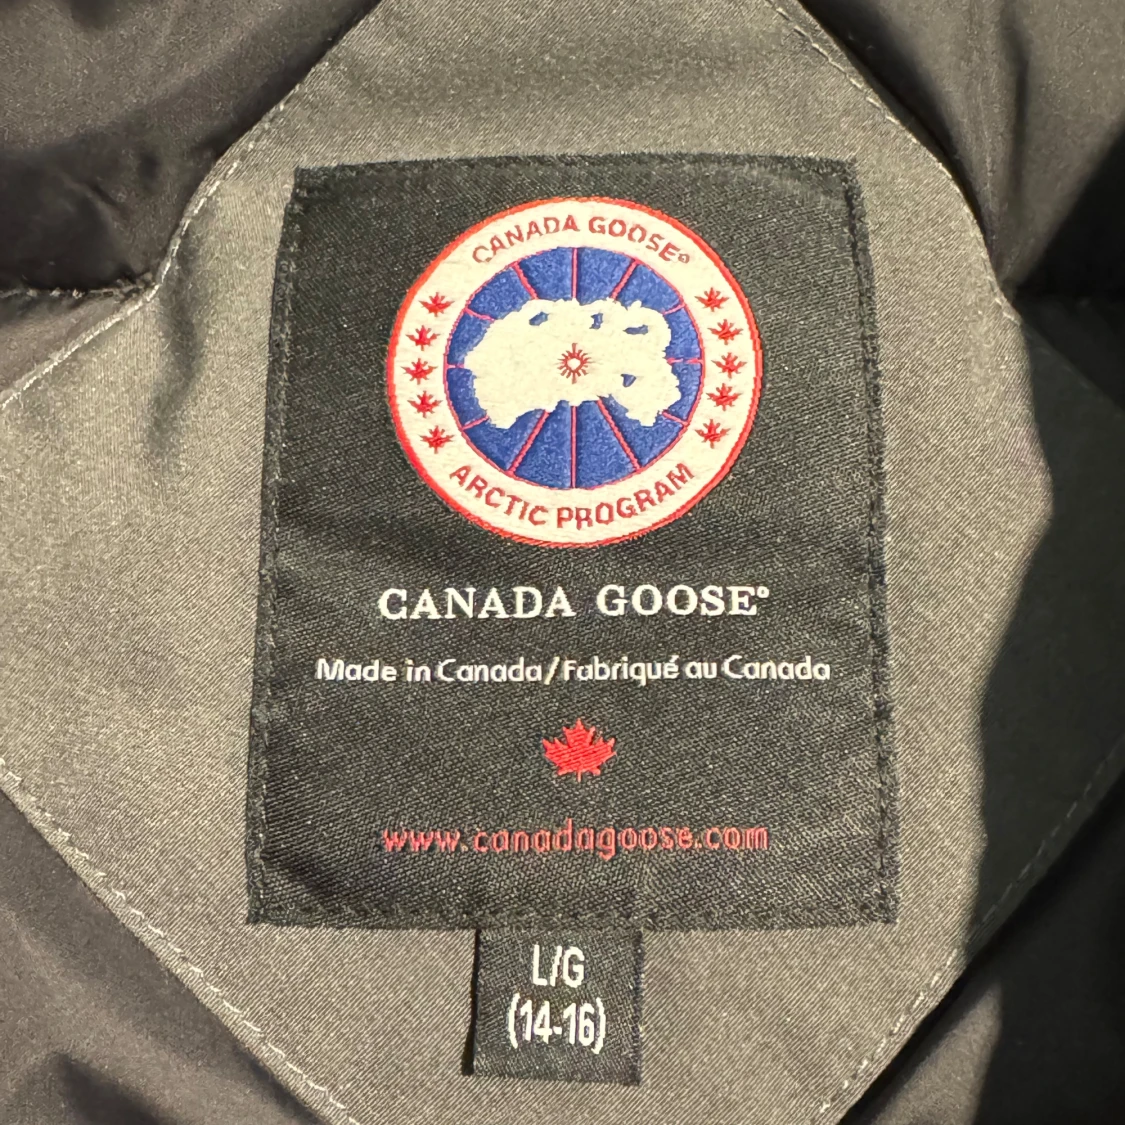 CANADA GOOSE®
ARCTIC PROGRAM
CANADA GOOSE®
Made in Canada/Fabriqué au Canada
www.canadagoose.com
L/G
(14-16)